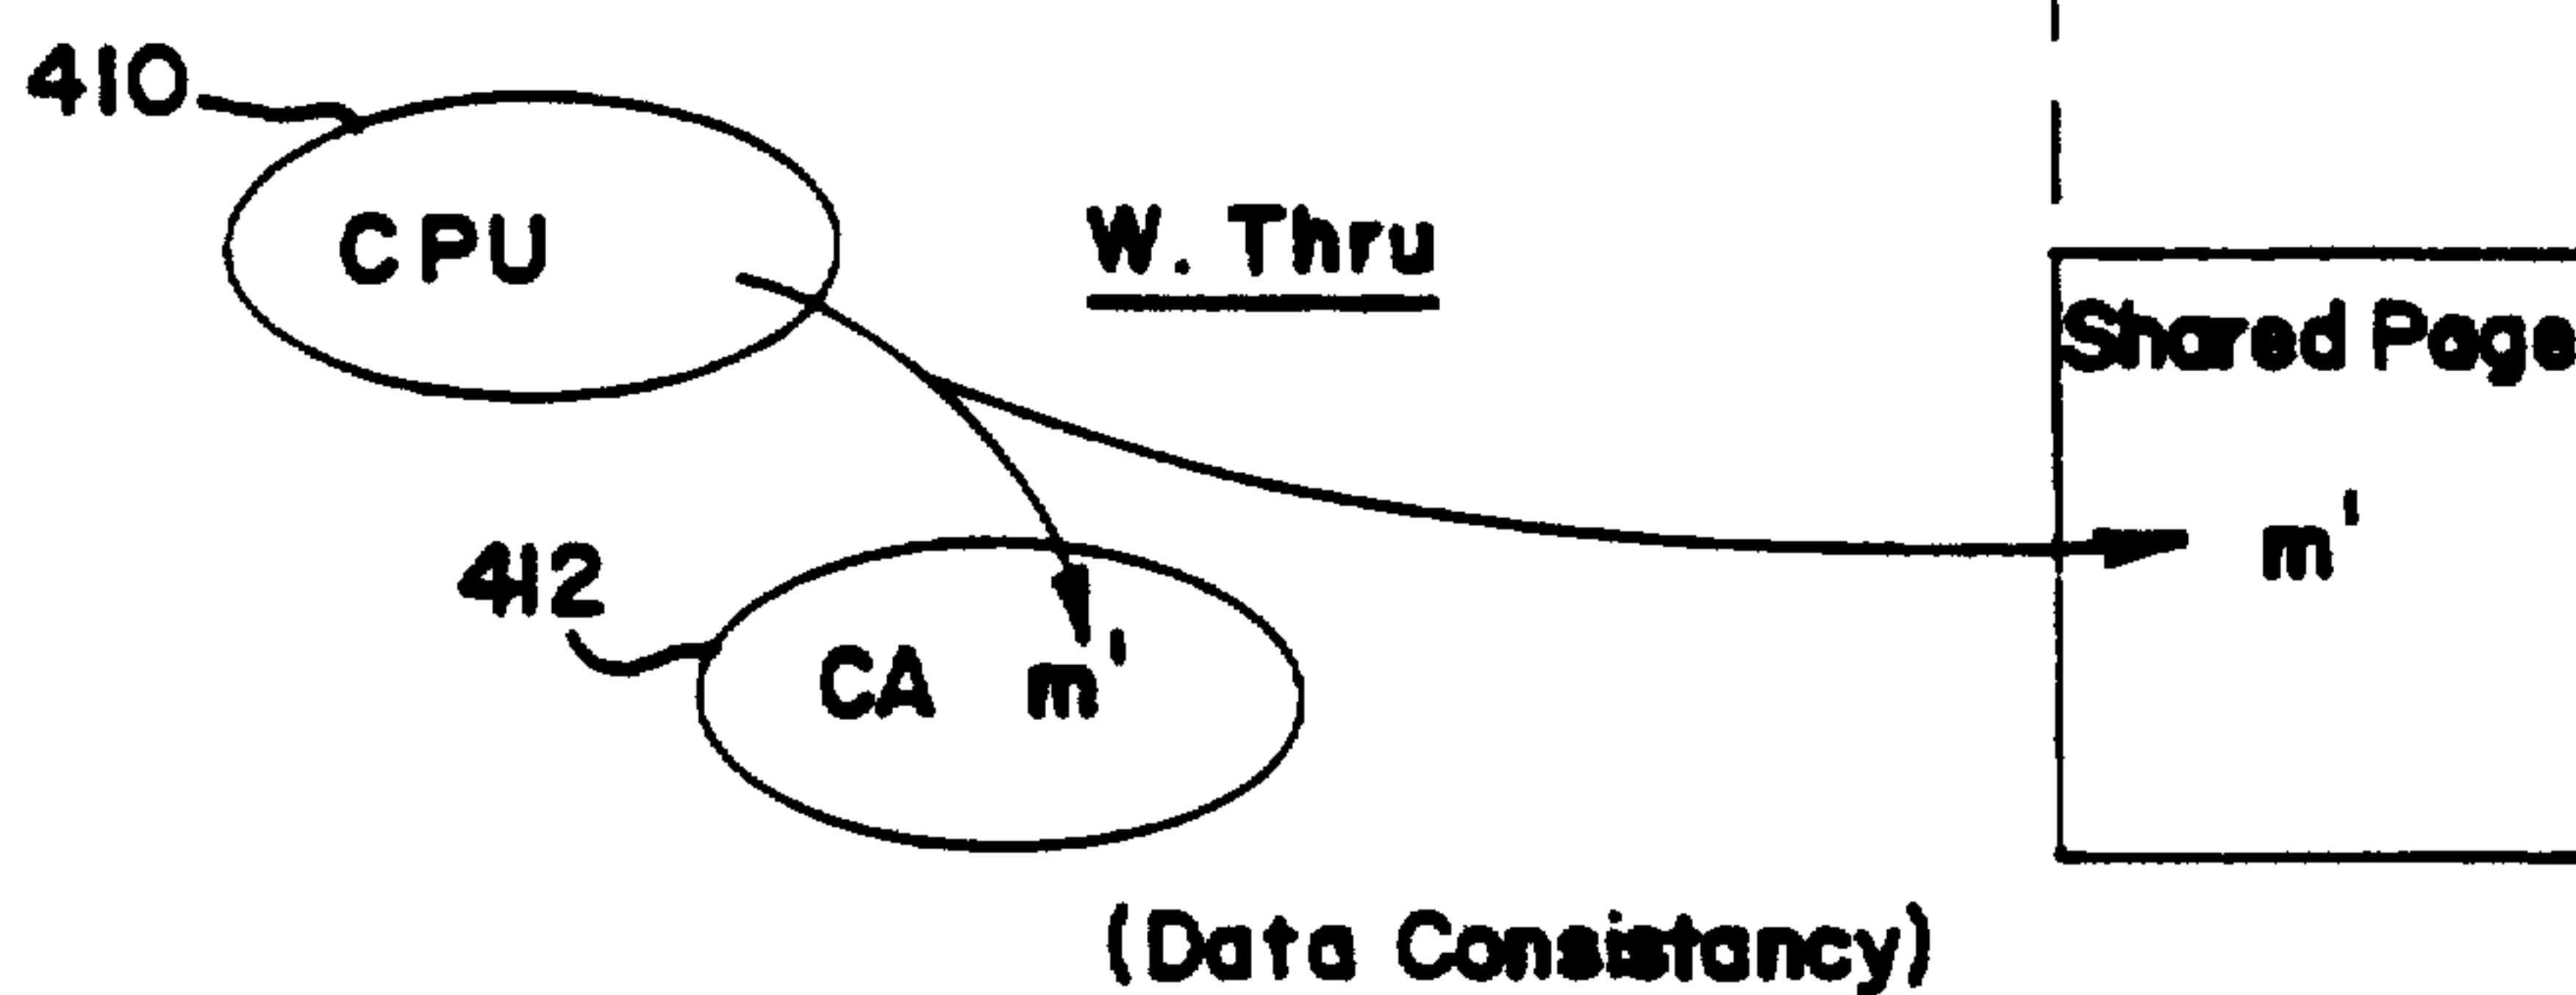 410
CPU
W. Thru
Shared Page
m'
412
CA m'
(Data Consistancy)